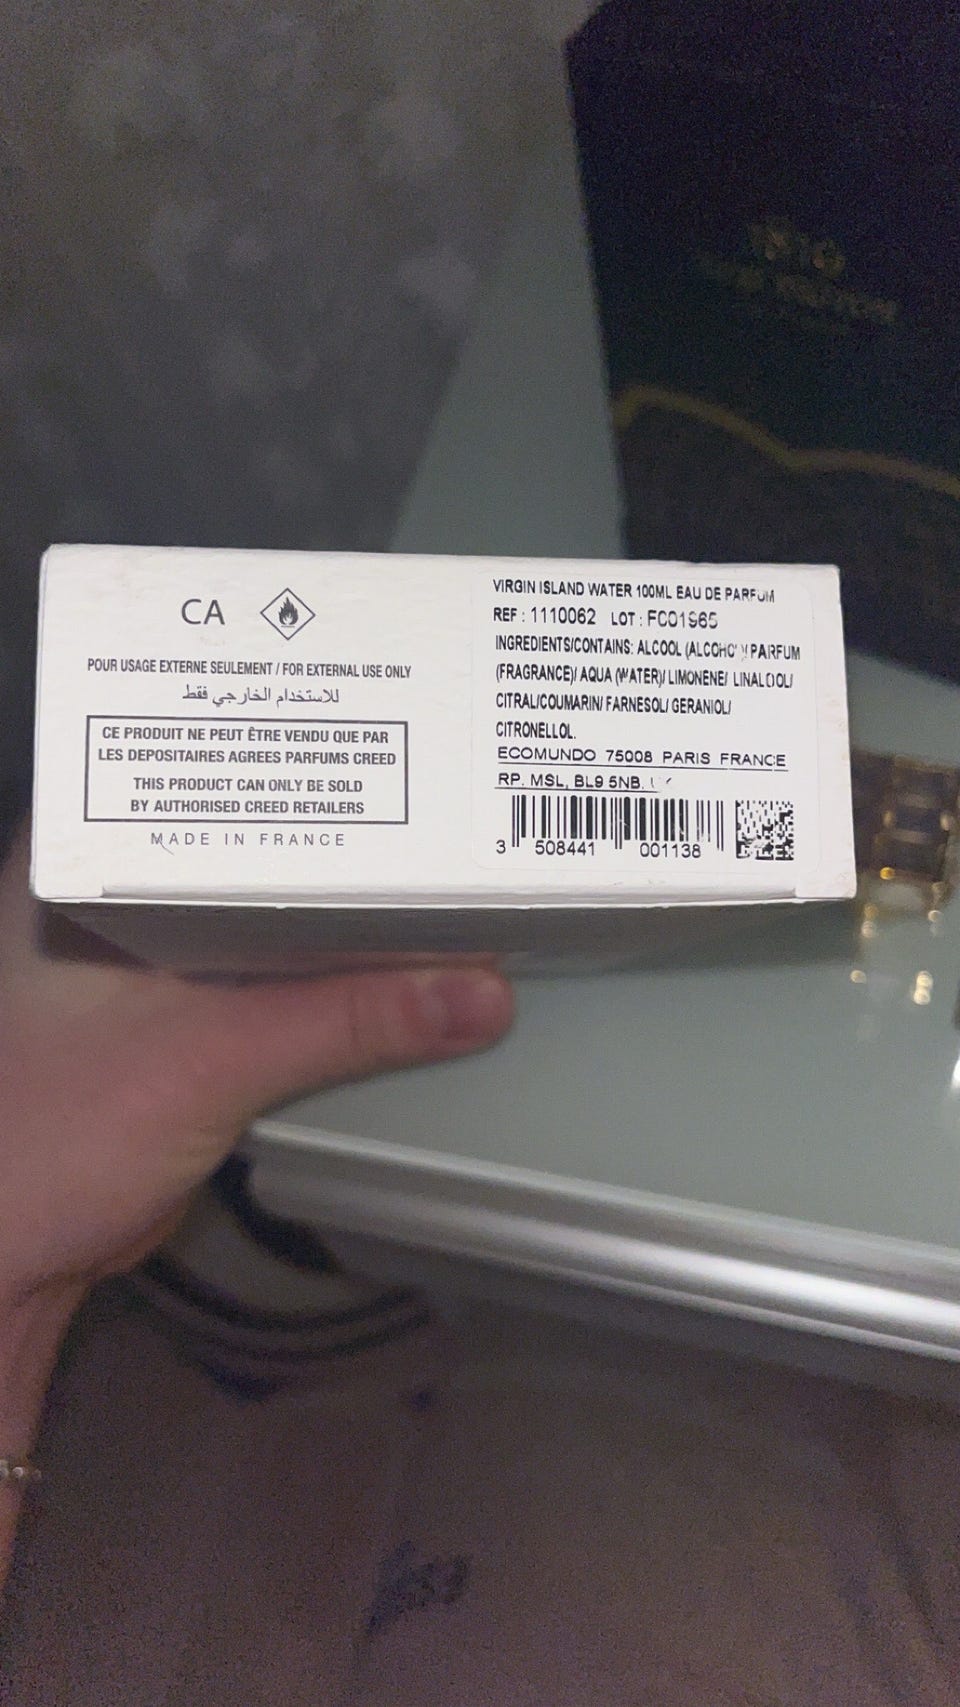 CA
POUR USAGE EXTERNE SEULEMENT / FOR EXTERNAL USE ONLY
للاستخدام الخارجي فقط
CE PRODUIT NE PEUT ÊTRE VENDU QUE PAR
LES DEPOSITAIRES AGREES PARFUMS CREED
THIS PRODUCT CAN ONLY BE SOLD
BY AUTHORISED CREED RETAILERS
MADE IN FRANCE
VIRGIN ISLAND WATER 100ML EAU DE PARFUM
REF : 1110062 LOT : FC01965
INGREDIENTS/CONTAINS: ALCOOL (ALCOHOL)/ PARFUM
(FRAGRANCE)/ AQUA (WATER)/ LIMONENE/ LINALOOL/
CITRAL/COUMARIN/ FARNESOL/ GERANIOL/
CITRONELLOL.
ECOMUNDO 75008 PARIS FRANCE
RP. MSL, BL9 5NB.
3 508441 001138